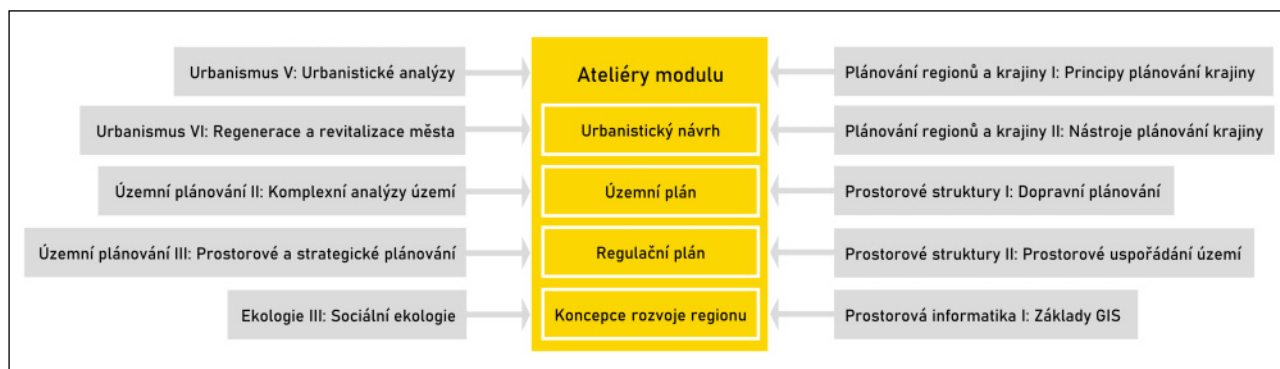 Urbanismus V: Urbanistické analýzy
Urbanismus VI: Regenerace a revitalizace města
Územní plánování II: Komplexní analýzy území
Územní plánování III: Prostorové a strategické plánování
Ekologie III: Sociální ekologie
Ateliéry modulu
Urbanistický návrh
Územní plán
Regulační plán
Koncepce rozvoje regionu
Plánování regionů a krajiny I: Principy plánování krajiny
Plánování regionů a krajiny II: Nástroje plánování krajiny
Prostorové struktury I: Dopravní plánování
Prostorové struktury II: Prostorové uspořádání území
Prostorová informatika I: Základy GIS